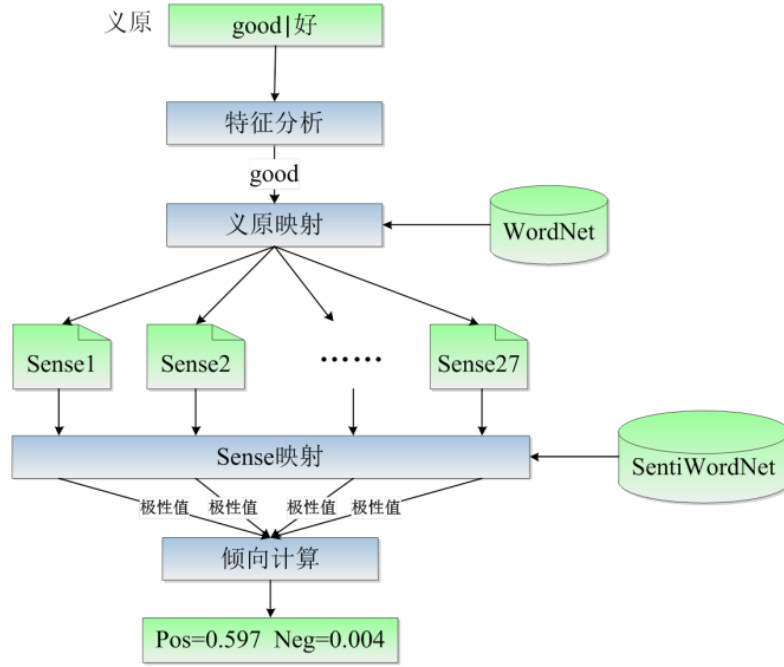 义原
good|好
特征分析
good
义原映射
WordNet
Sense1
Sense2
……
Sense27
Sense映射
SentiWordNet
极性值
极性值
极性值
极性值
倾向计算
Pos=0.597 Neg=0.004